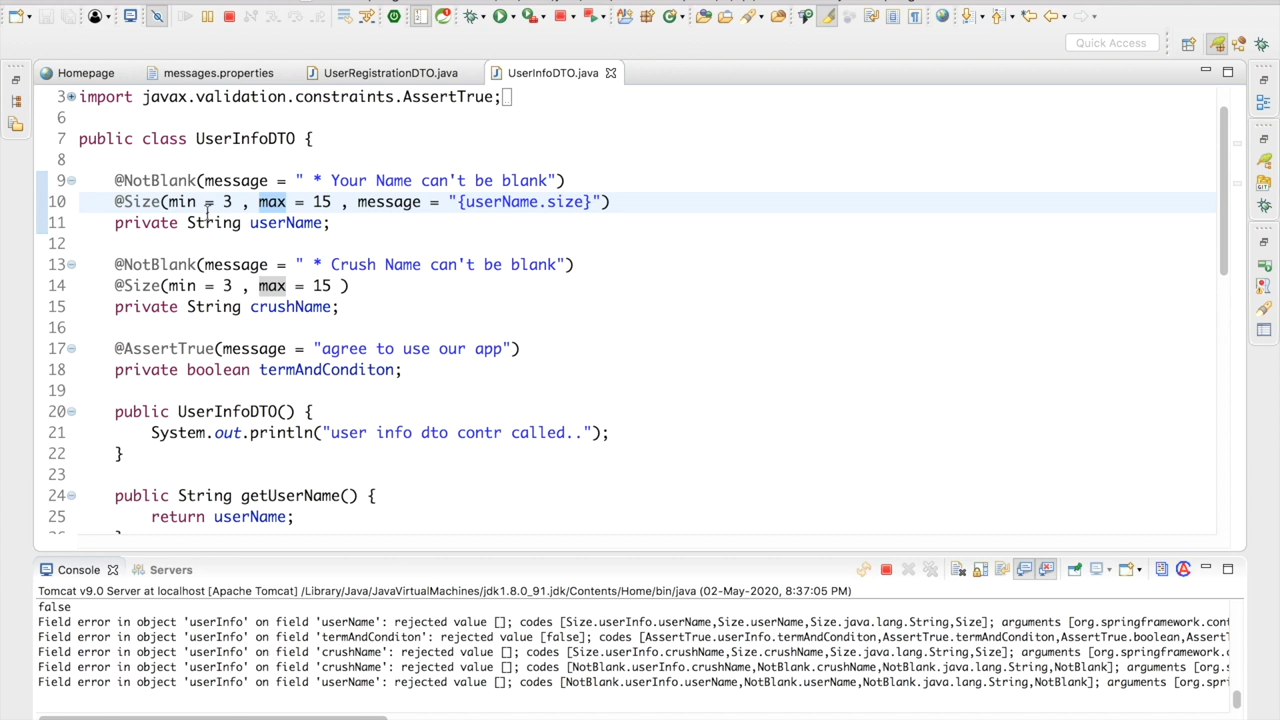 Quick Access
Homepage messages.properties UserRegistrationDTO.java UserInfoDTO.java
3 import javax.validation.constraints.AssertTrue;
6
7 public class UserInfoDTO {
8
9 @NotBlank(message = " * Your Name can't be blank")
10 @Size(min = 3 , max = 15 , message = "{userName.size}")
11 private String userName;
12
13 @NotBlank(message = " * Crush Name can't be blank")
14 @Size(min = 3 , max = 15 )
15 private String crushName;
16
17 @AssertTrue(message = "agree to use our app")
18 private boolean termAndConditon;
19
20 public UserInfoDTO() {
21 System.out.println("user info dto contr called..");
22 }
23
24 public String getUserName() {
25 return userName;
Console Servers
Tomcat v9.0 Server at localhost [Apache Tomcat] /Library/Java/JavaVirtualMachines/jdk1.8.0_91.jdk/Contents/Home/bin/java (02-May-2020, 8:37:05 PM)
false
Field error in object 'userInfo' on field 'userName': rejected value []; codes [Size.userInfo.userName,Size.userName,Size.java.lang.String,Size]; arguments [org.springframework.cont
Field error in object 'userInfo' on field 'termAndConditon': rejected value [false]; codes [AssertTrue.userInfo.termAndConditon,AssertTrue.termAndConditon,AssertTrue.boolean,AssertT
Field error in object 'userInfo' on field 'crushName': rejected value []; codes [Size.userInfo.crushName,Size.crushName,Size.java.lang.String,Size]; arguments [org.springframework.c
Field error in object 'userInfo' on field 'crushName': rejected value []; codes [NotBlank.userInfo.crushName,NotBlank.crushName,NotBlank.java.lang.String,NotBlank]; arguments [org.s
Field error in object 'userInfo' on field 'userName': rejected value []; codes [NotBlank.userInfo.userName,NotBlank.userName,NotBlank.java.lang.String,NotBlank]; arguments [org.spri